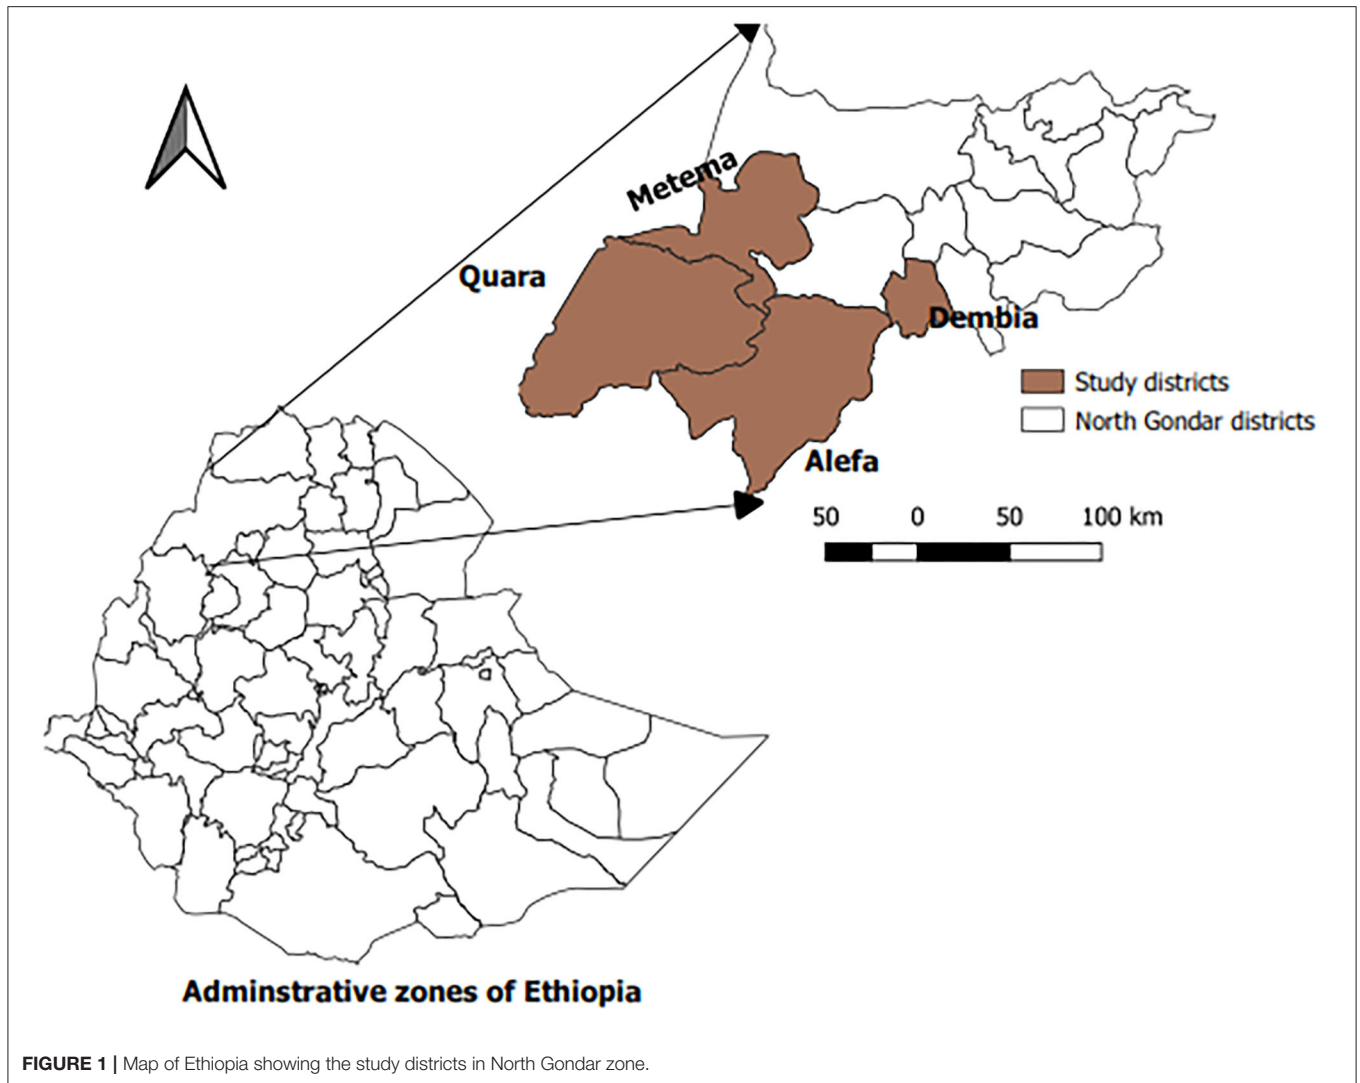 Metema
Quara
Dembia
Study districts
North Gondar districts
Alefa
50 0 50 100 km
Adminstrative zones of Ethiopia
FIGURE 1 | Map of Ethiopia showing the study districts in North Gondar zone.